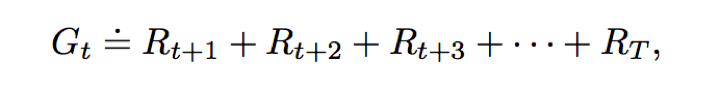 G_t ≐ R_{t+1} + R_{t+2} + R_{t+3} + ⋯ + R_T,